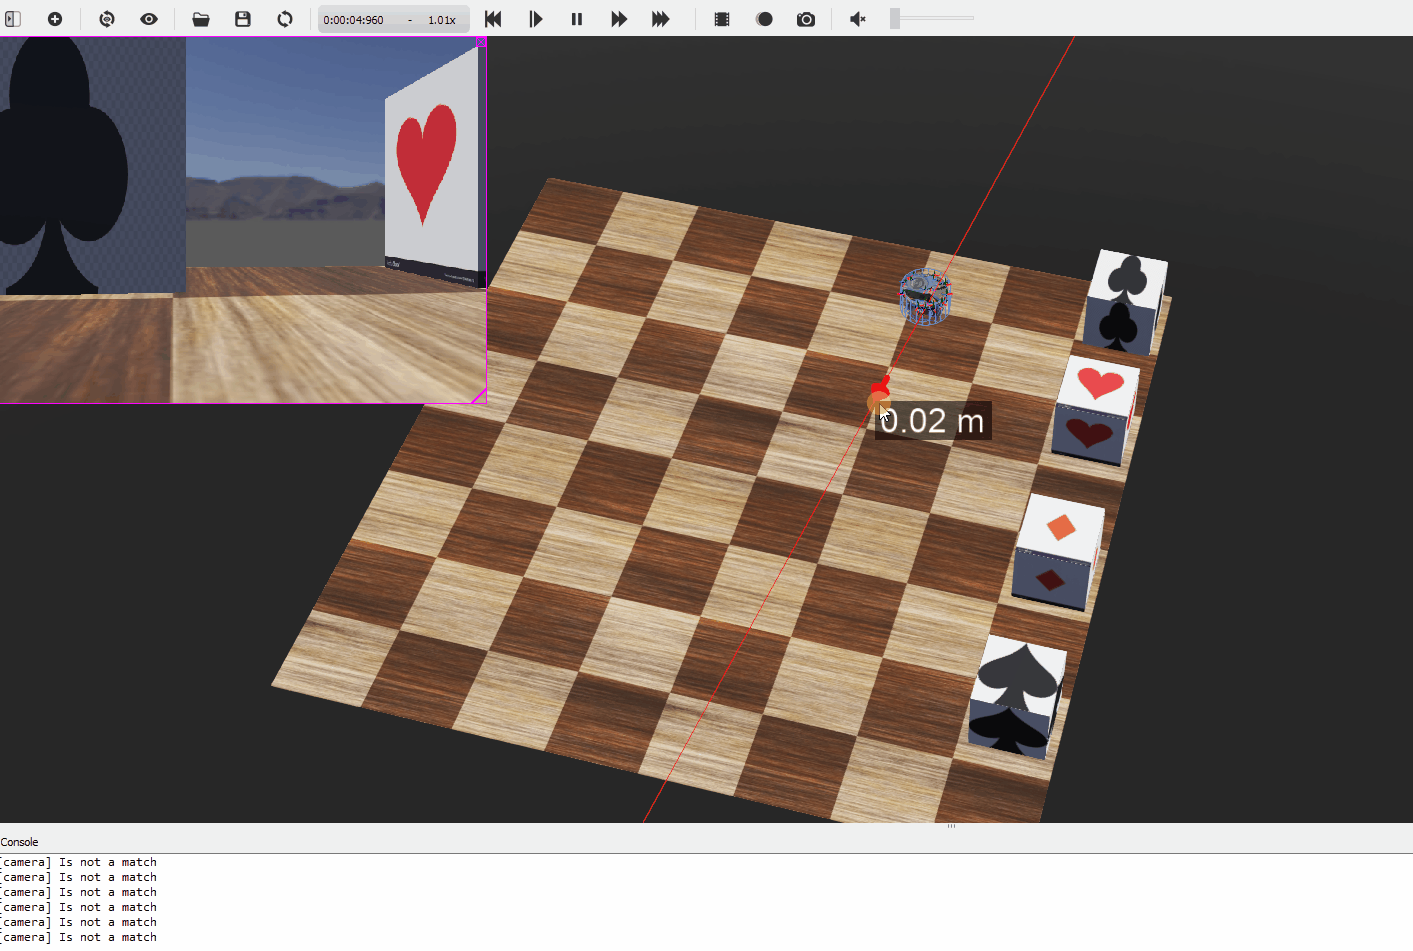 0:00:04:960 - 1.01x
0.02 m
Console
[camera] Is not a match
[camera] Is not a match
[camera] Is not a match
[camera] Is not a match
[camera] Is not a match
[camera] Is not a match